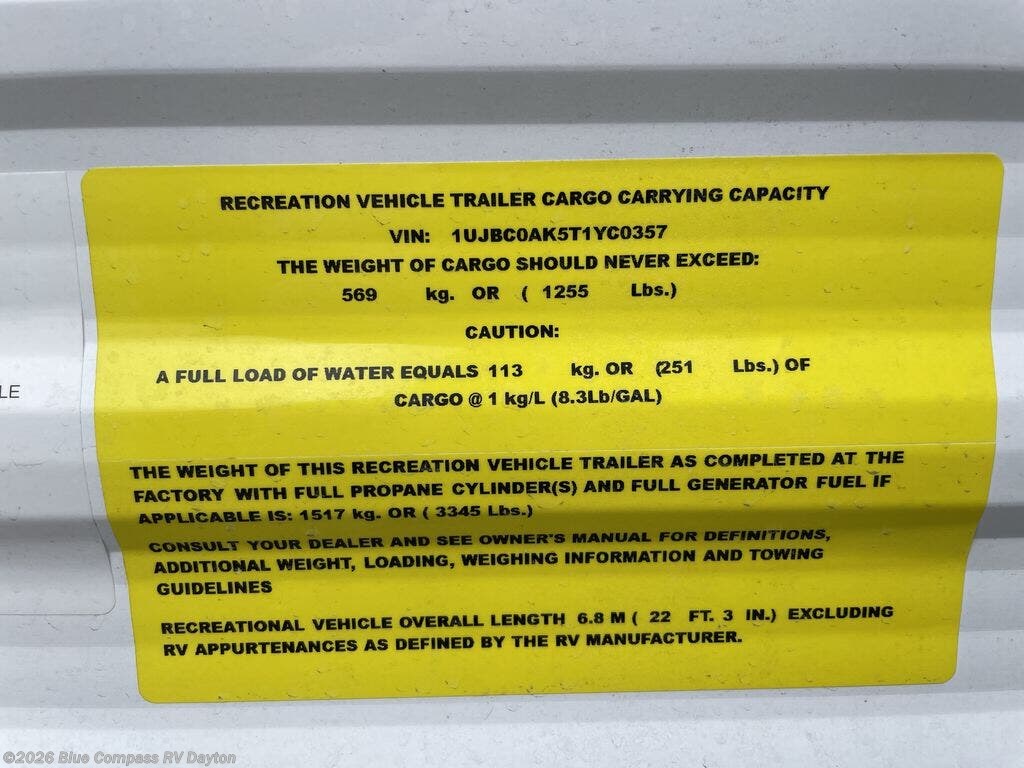 RECREATION VEHICLE TRAILER CARGO CARRYING CAPACITY
VIN: 1UJBC0AK5T1YC0357
THE WEIGHT OF CARGO SHOULD NEVER EXCEED:
569 kg. OR ( 1255 Lbs.)
CAUTION:
A FULL LOAD OF WATER EQUALS 113 kg. OR (251 Lbs.) OF
CARGO @ 1 kg/L (8.3Lb/GAL)
LE
THE WEIGHT OF THIS RECREATION VEHICLE TRAILER AS COMPLETED AT THE
FACTORY WITH FULL PROPANE CYLINDER(S) AND FULL GENERATOR FUEL IF
APPLICABLE IS: 1517 kg. OR ( 3345 Lbs.)
CONSULT YOUR DEALER AND SEE OWNER'S MANUAL FOR DEFINITIONS,
ADDITIONAL WEIGHT, LOADING, WEIGHING INFORMATION AND TOWING
GUIDELINES
RECREATIONAL VEHICLE OVERALL LENGTH 6.8 M ( 22 FT. 3 IN.) EXCLUDING
RV APPURTENANCES AS DEFINED BY THE RV MANUFACTURER.
©2026 Blue Compass RV Dayton